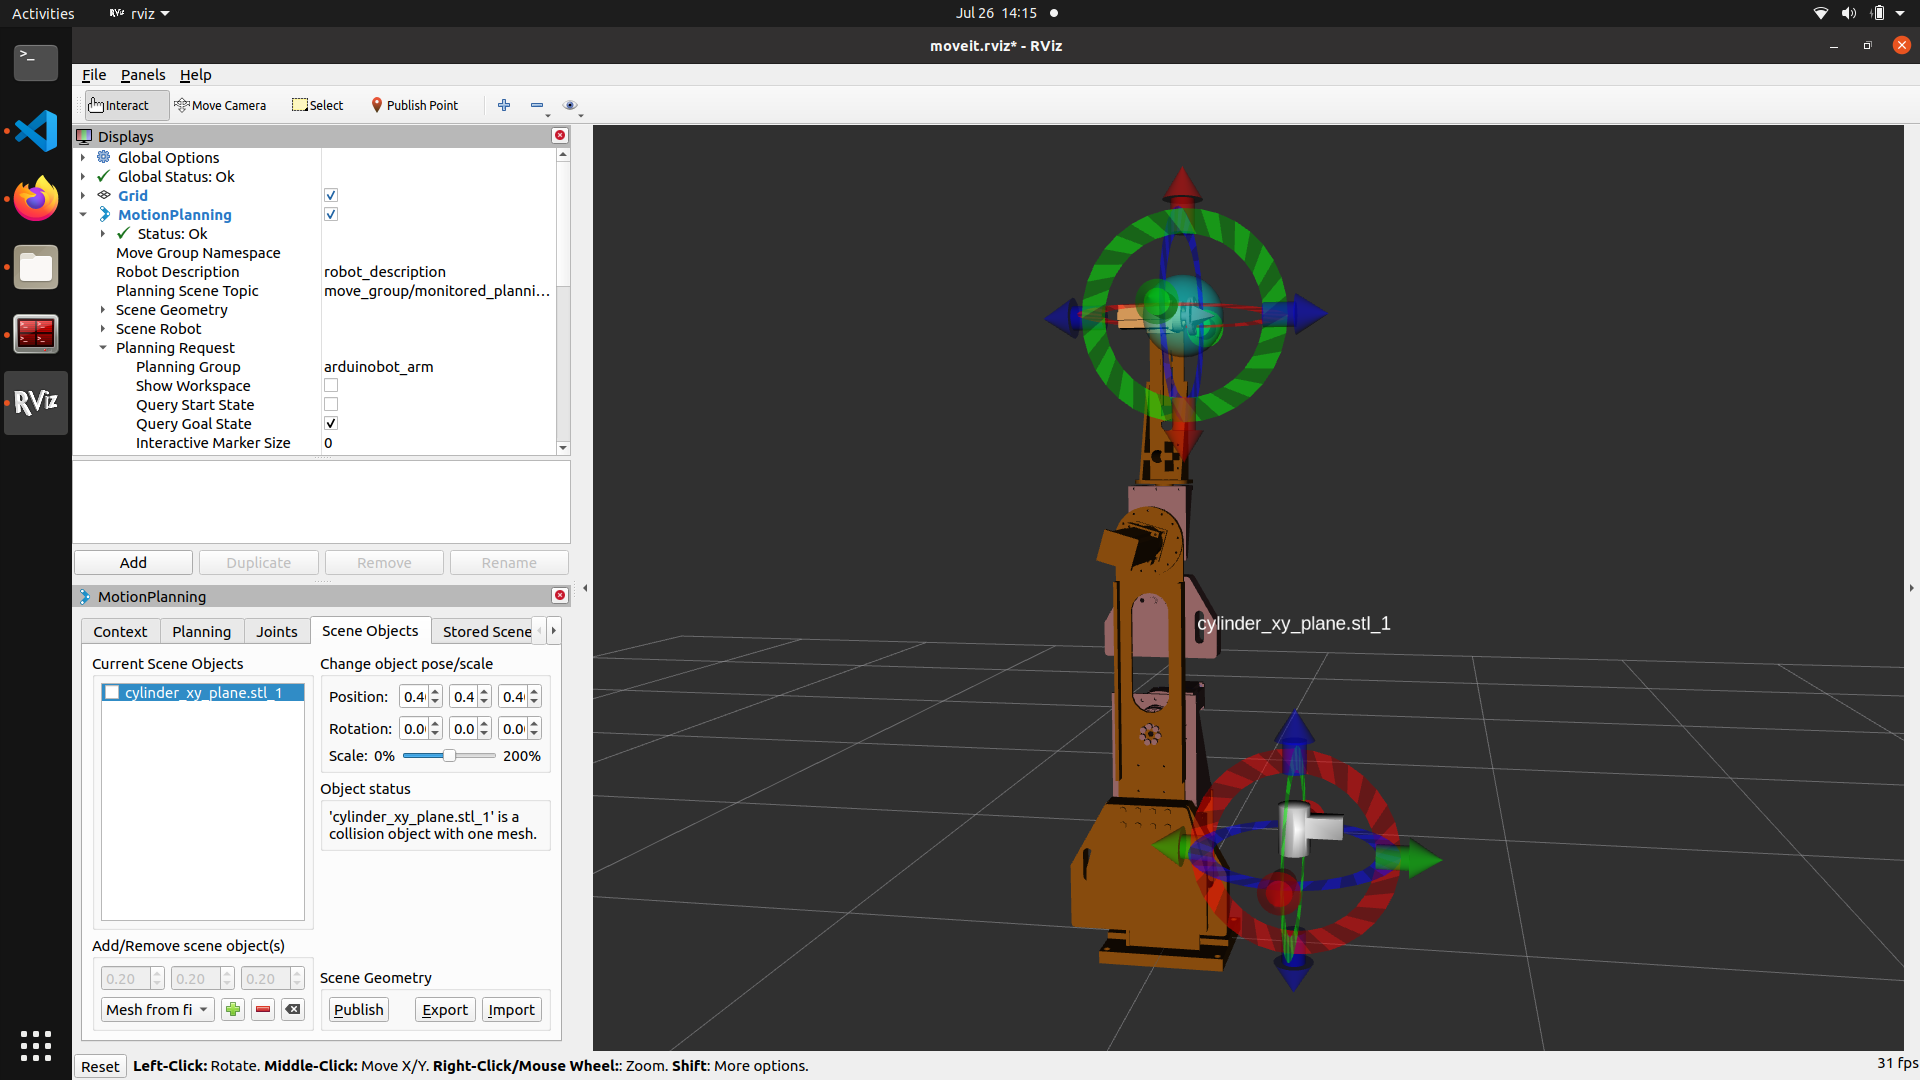 Activities
RViz rviz
Jul 26 14:15
moveit.rviz* - RViz
File Panels Help
Interact Move Camera Select Publish Point
Displays
Global Options
Global Status: Ok
Grid
MotionPlanning
Status: Ok
Move Group Namespace
Robot Description robot_description
Planning Scene Topic move_group/monitored_planni...
Scene Geometry
Scene Robot
Planning Request
Planning Group arduinobot_arm
Show Workspace
Query Start State
Query Goal State
Interactive Marker Size 0
RViz
Add Duplicate Remove Rename
MotionPlanning
Context Planning Joints Scene Objects Stored Scene
Current Scene Objects
cylinder_xy_plane.stl_1
Change object pose/scale
Position: 0.4 0.4 0.4
Rotation: 0.0 0.0 0.0
Scale: 0% 200%
Object status
'cylinder_xy_plane.stl_1' is a
collision object with one mesh.
Add/Remove scene object(s)
0.20 0.20 0.20
Mesh from fi
Scene Geometry
Publish Export Import
cylinder_xy_plane.stl_1
Reset Left-Click: Rotate. Middle-Click: Move X/Y. Right-Click/Mouse Wheel:: Zoom. Shift: More options.
31 fps